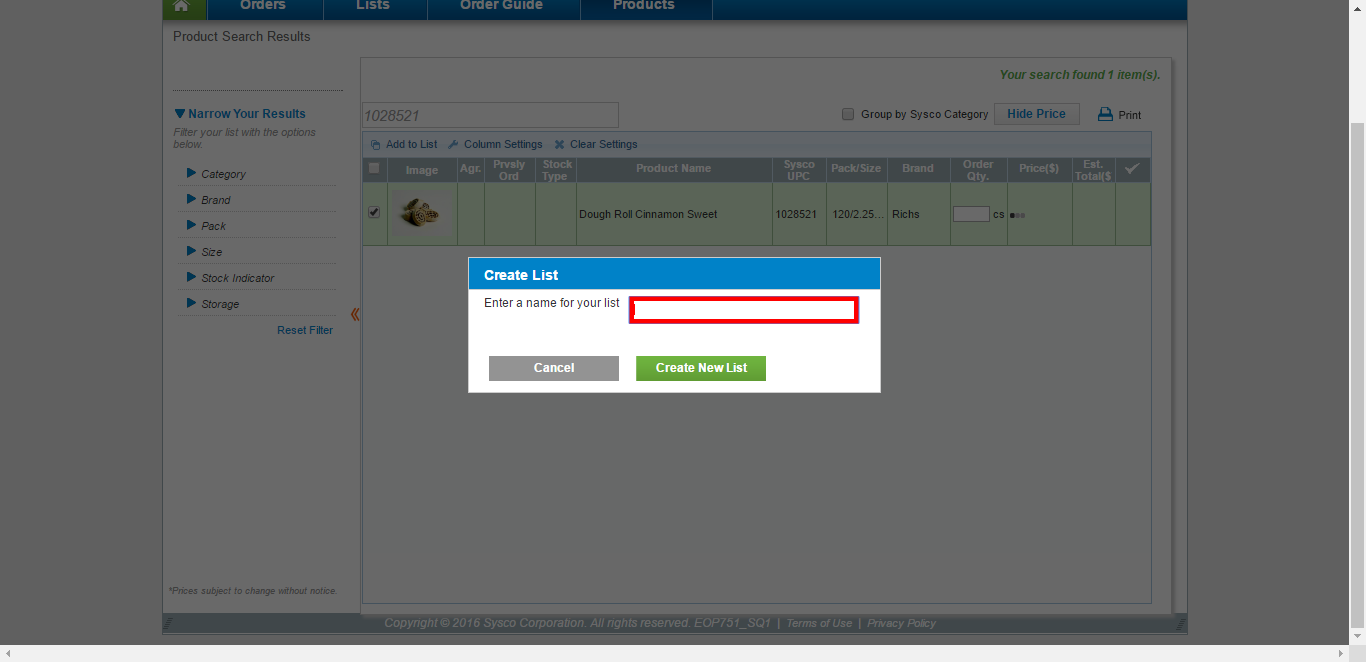 Orders Lists Order Guide Products
Product Search Results
Your search found 1 item(s).
Narrow Your Results
Filter your list with the options
below.
Category
Brand
Pack
Size
Stock Indicator
Storage
Reset Filter
*Prices subject to change without notice.
1028521
Group by Sysco Category Hide Price Print
Add to List Column Settings Clear Settings
Image Agr. Prvsly Ord Stock Type Product Name Sysco UPC Pack/Size Brand Order Qty. Price($) Est. Total($
Dough Roll Cinnamon Sweet 1028521 120/2.25... Richs cs
Create List
Enter a name for your list
Cancel Create New List
Copyright © 2016 Sysco Corporation. All rights reserved. EOP751_SQ1 | Terms of Use | Privacy Policy